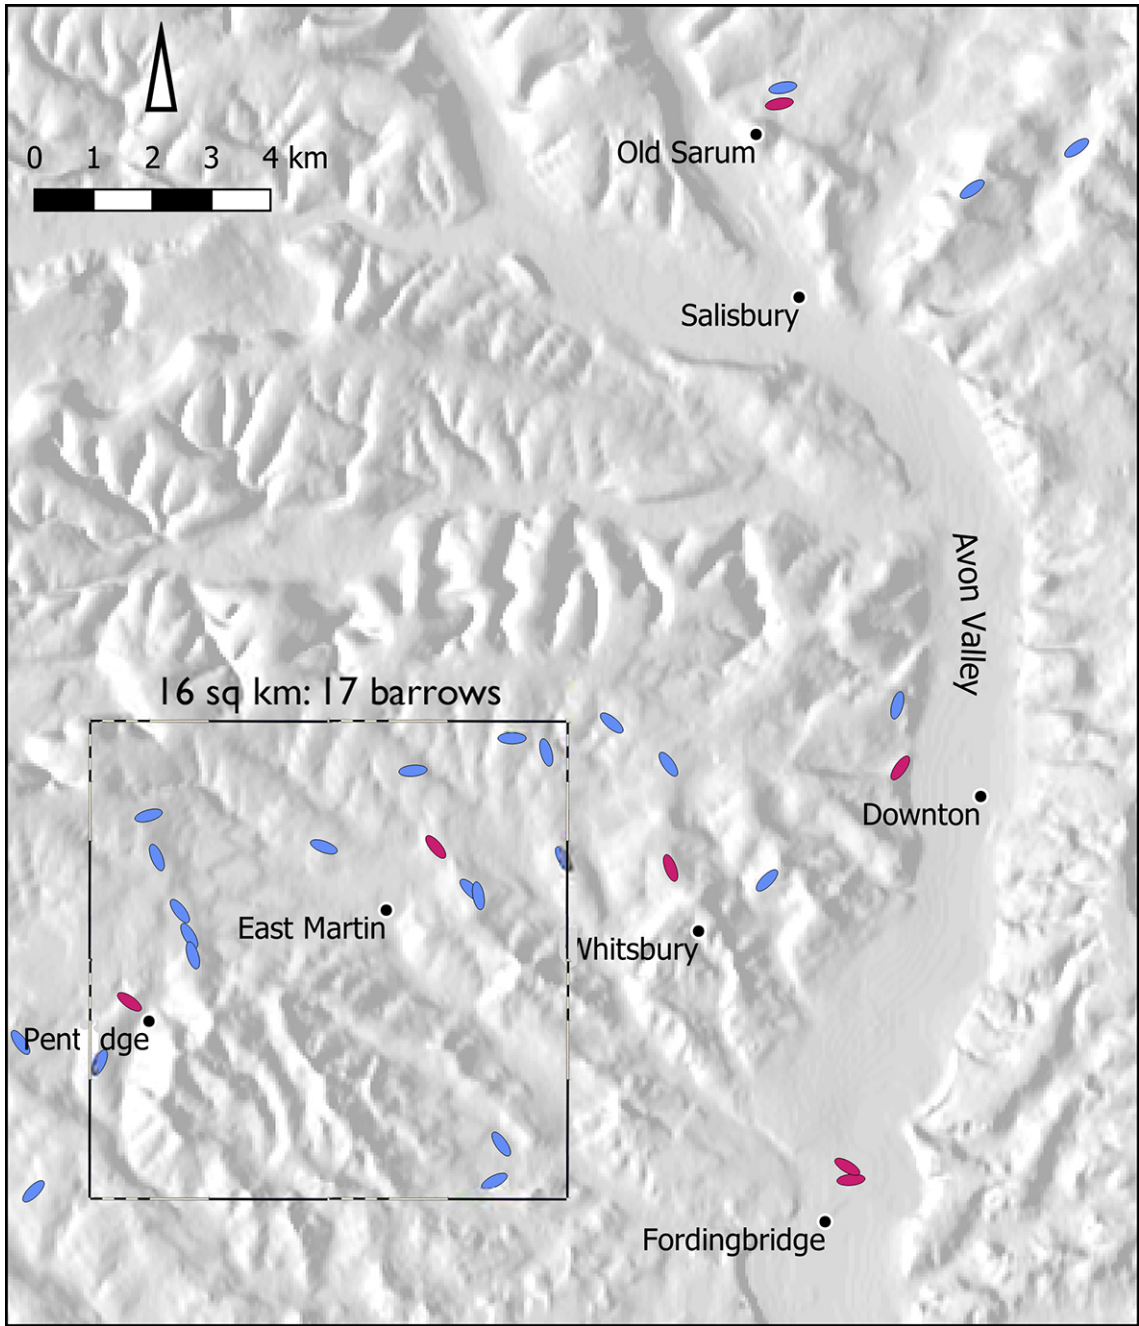 Old Sarum
0 1 2 3 4 km
Salisbury
Avon Valley
16 sq km: 17 barrows
Downton
East Martin
Whitsbury
Pent dge
Fordingbridge